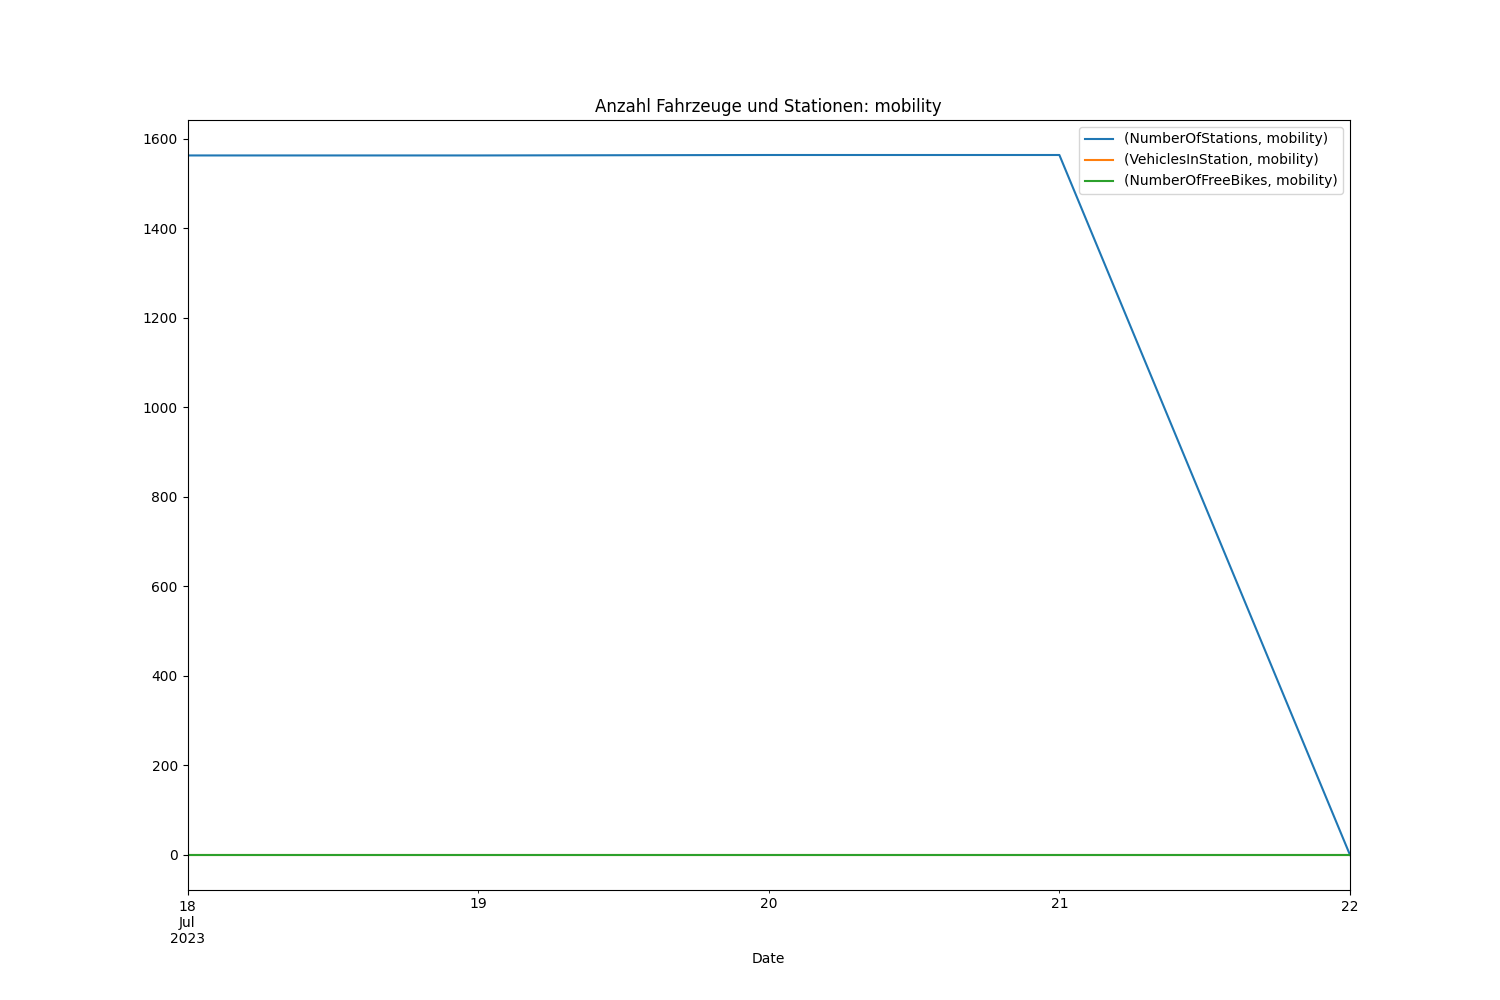 Anzahl Fahrzeuge und Stationen: mobility
1600
1400
1200
1000
800
600
400
200
0
(NumberOfStations, mobility)
(VehiclesInStation, mobility)
(NumberOfFreeBikes, mobility)
18
Jul
2023
19
20
21
22
Date